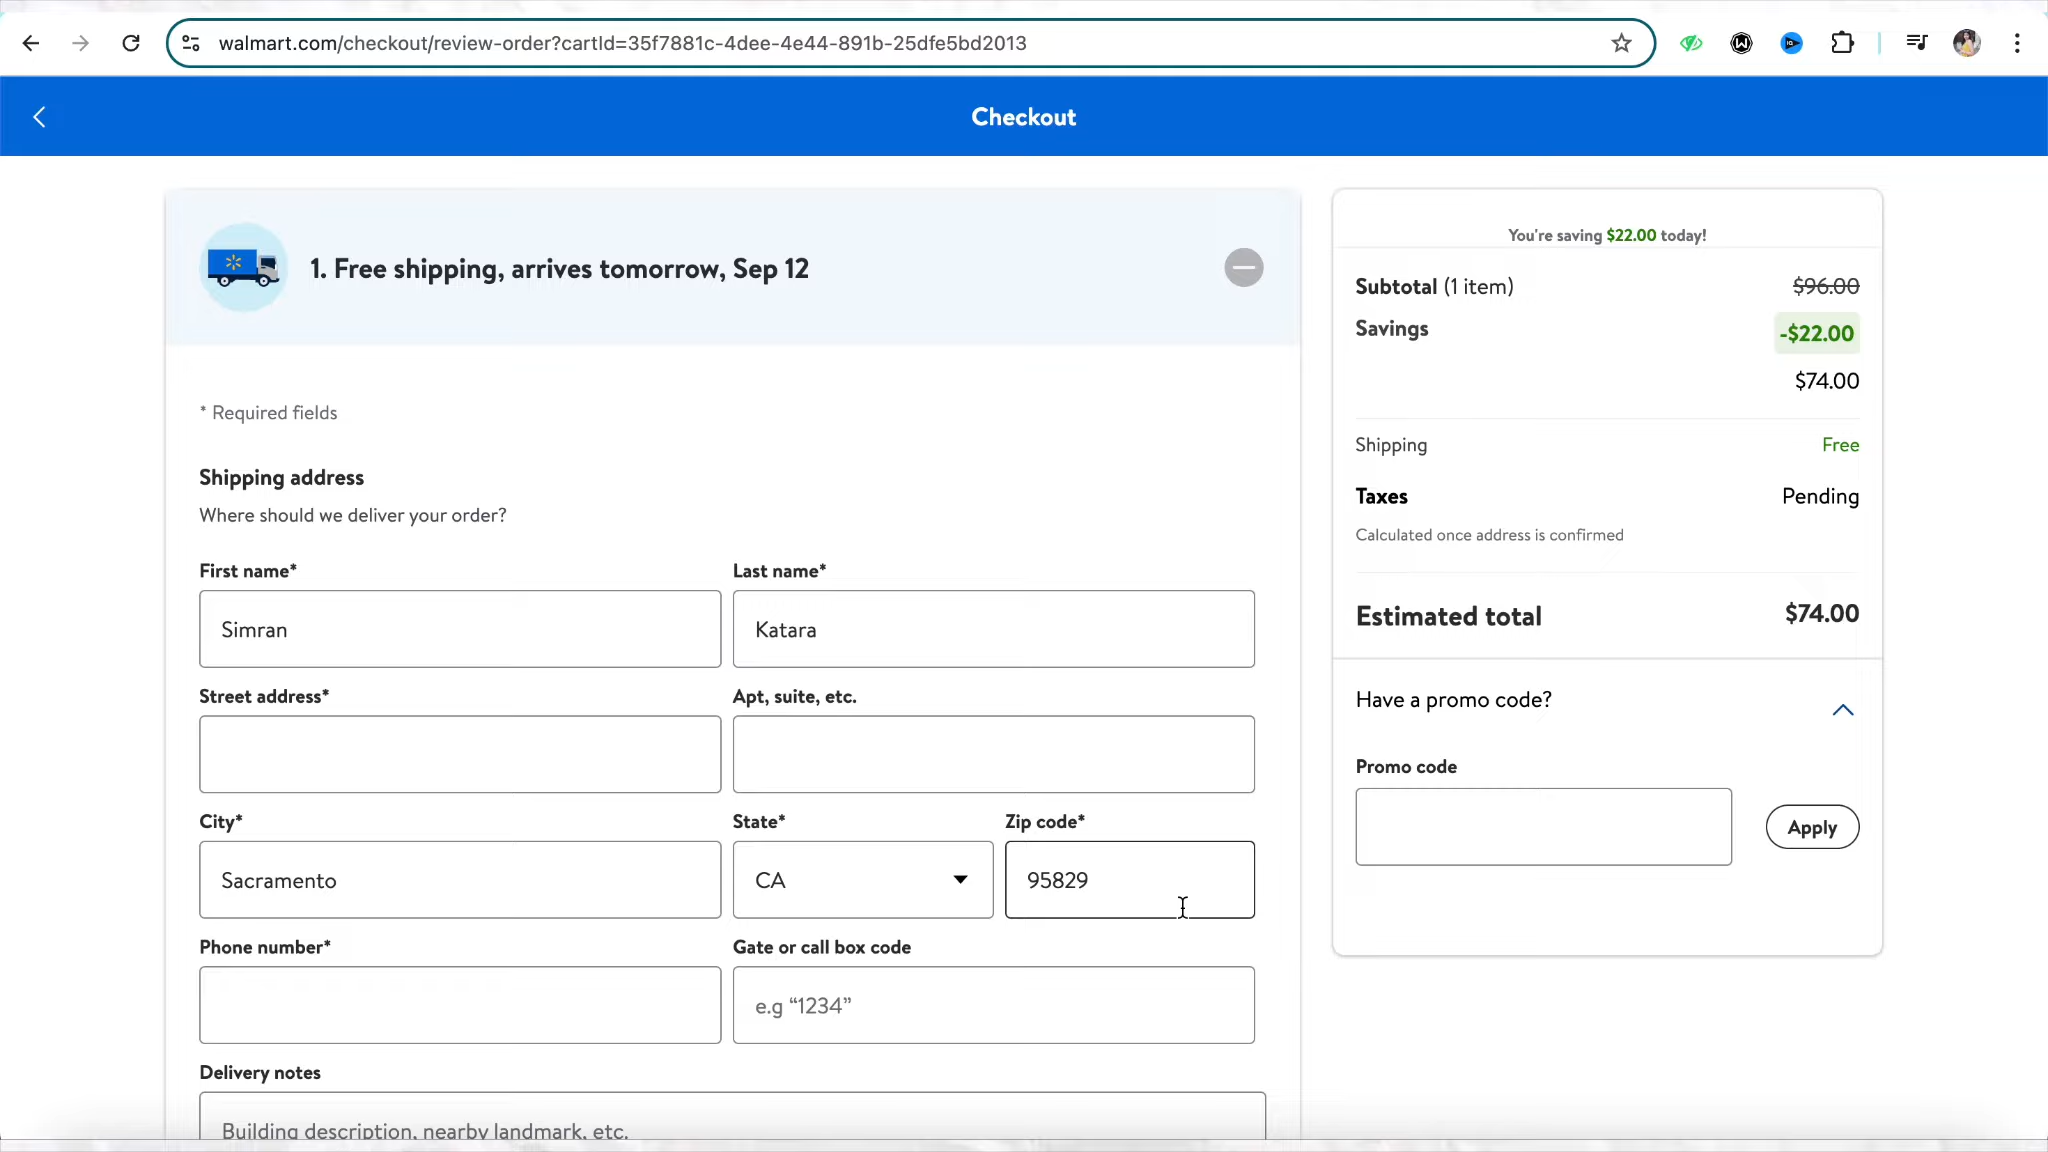 walmart.com/checkout/review-order?cartId=35f7881c-4dee-4e44-891b-25dfe5bd2013
Checkout
1. Free shipping, arrives tomorrow, Sep 12
* Required fields
Shipping address
Where should we deliver your order?
First name* Last name*
Simran Katara
Street address* Apt, suite, etc.
City* State* Zip code*
Sacramento CA 95829
Phone number* Gate or call box code
e.g “1234”
Delivery notes
Building description, nearby landmark, etc.
You're saving $22.00 today!
Subtotal (1 item) $96.00
Savings -$22.00
$74.00
Shipping Free
Taxes Pending
Calculated once address is confirmed
Estimated total $74.00
Have a promo code?
Promo code
Apply